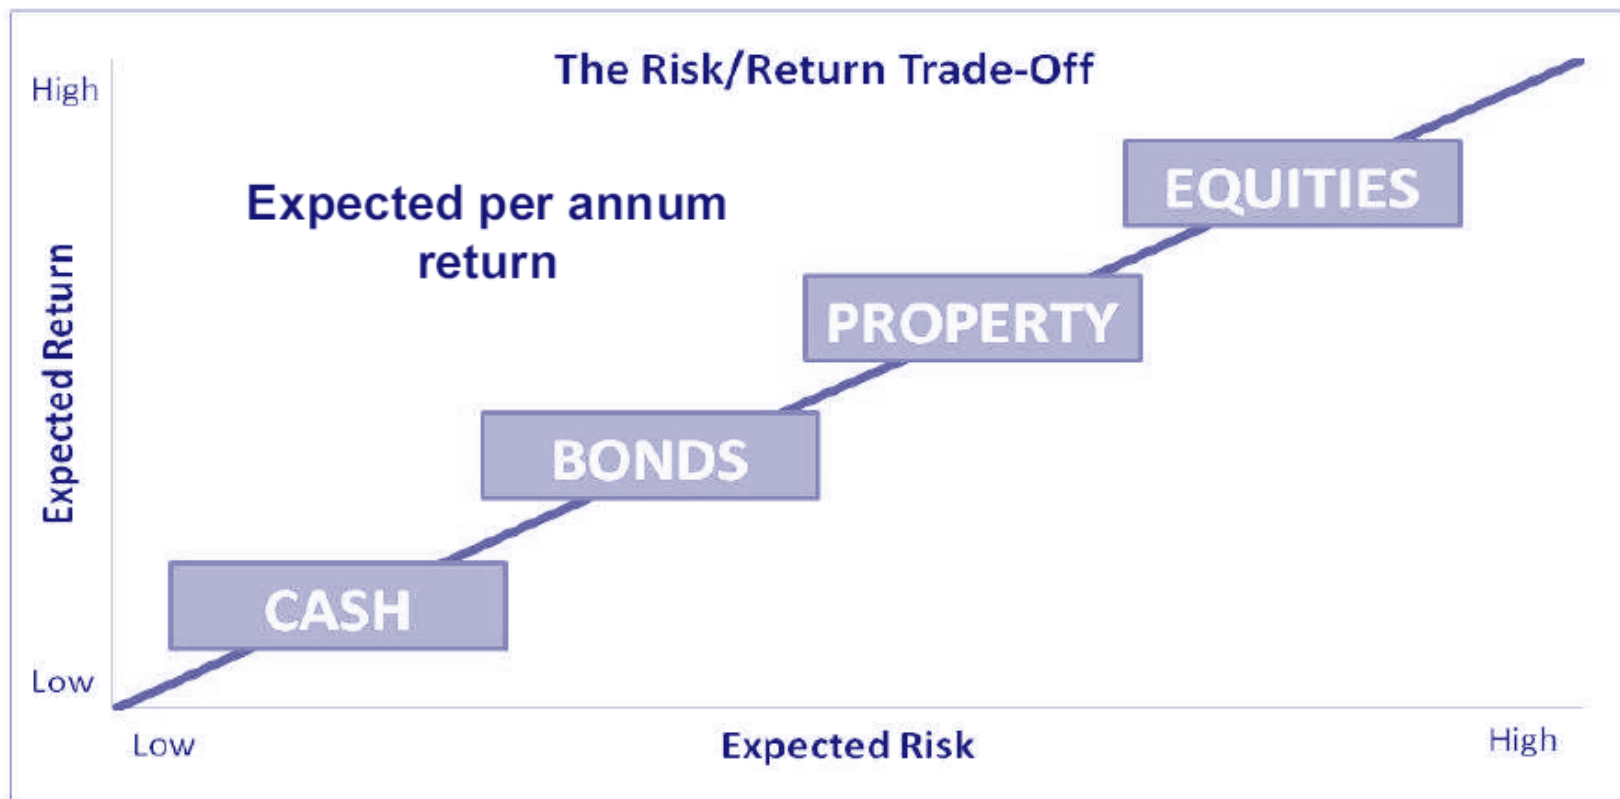 The Risk/Return Trade-Off
High
Expected per annum
return
Expected Return
EQUITIES
PROPERTY
BONDS
CASH
Low
Low
Expected Risk
High